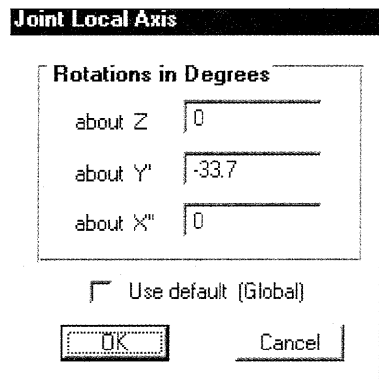 Joint Local Axis
Rotations in Degrees
about Z 0
about Y' -33.7
about X" 0
Use default (Global)
OK Cancel